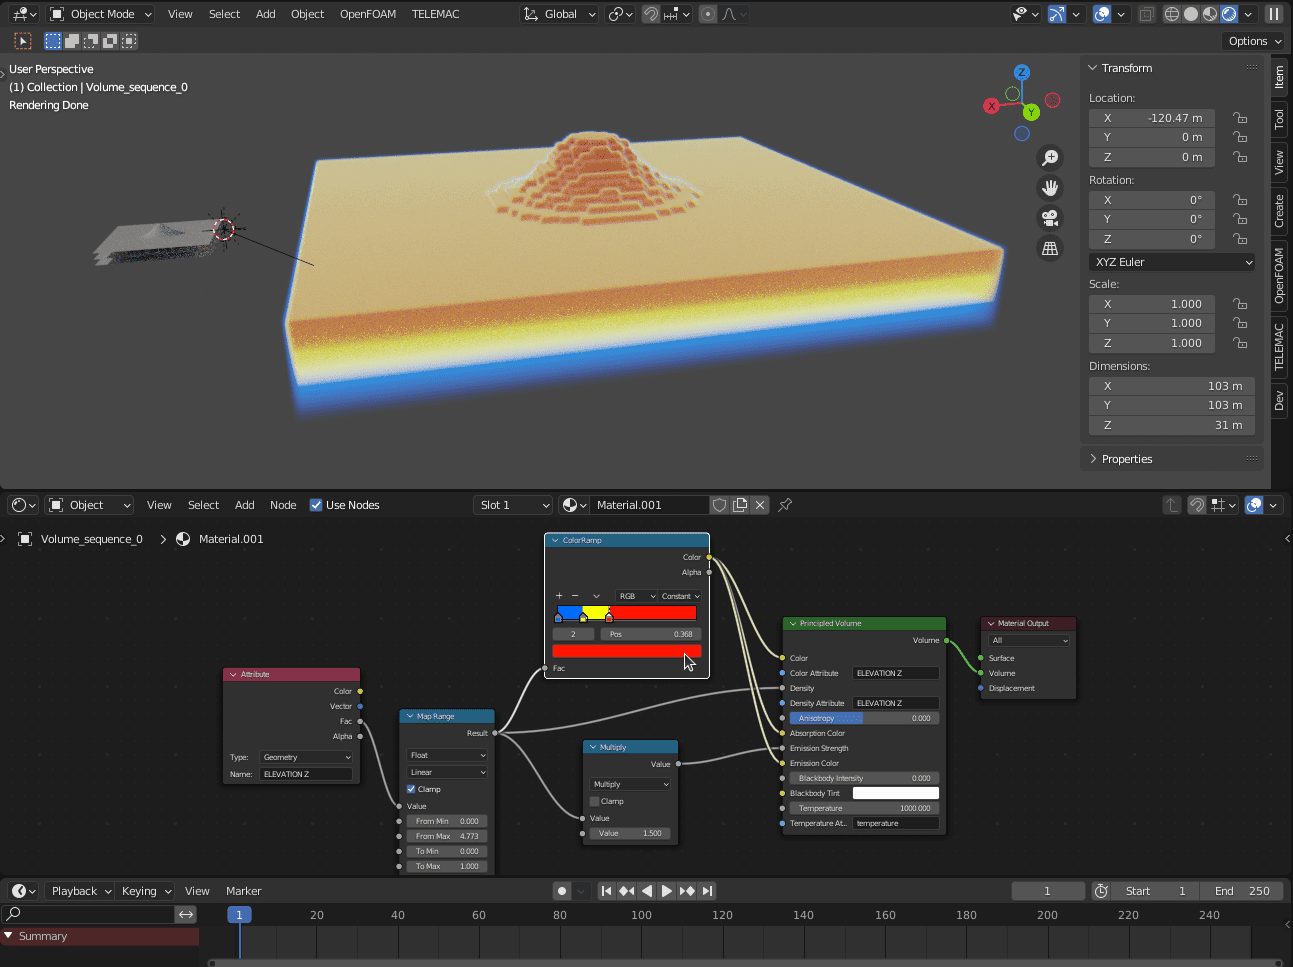 Object Mode View Select Add Object OpenFOAM TELEMAC Global
Options
User Perspective
(1) Collection | Volume_sequence_0
Rendering Done
Z
X
Y
Transform
Location:
X -120.47 m
Y 0 m
Z 0 m
Rotation:
X 0°
Y 0°
Z 0°
XYZ Euler
Scale:
X 1.000
Y 1.000
Z 1.000
Dimensions:
X 103 m
Y 103 m
Z 31 m
Properties
Item
Tool
View
Create
OpenFOAM
TELEMAC
Dev
Object View Select Add Node Use Nodes Slot 1 Material.001
Volume_sequence_0 > Material.001
ColorRamp
Color
Alpha
RGB Constant
2 Pos 0.368
Fac
Attribute
Color
Vector
Fac
Alpha
Type: Geometry
Name: ELEVATION Z
Map Range
Result
Float
Linear
Clamp
Value
From Min 0.000
From Max 4.773
To Min 0.000
To Max 1.000
Multiply
Value
Multiply
Clamp
Value
Value 1.500
Principled Volume
Volume
Color
Color Attribute ELEVATION Z
Density
Density Attribute ELEVATION Z
Anisotropy 0.000
Absorption Color
Emission Strength
Emission Color
Blackbody Intensity 0.000
Blackbody Tint
Temperature 1000.000
Temperature At.. temperature
Material Output
All
Surface
Volume
Displacement
Playback Keying View Marker 1 Start 1 End 250
1 20 40 60 80 100 120 140 160 180 200 220 240
Summary